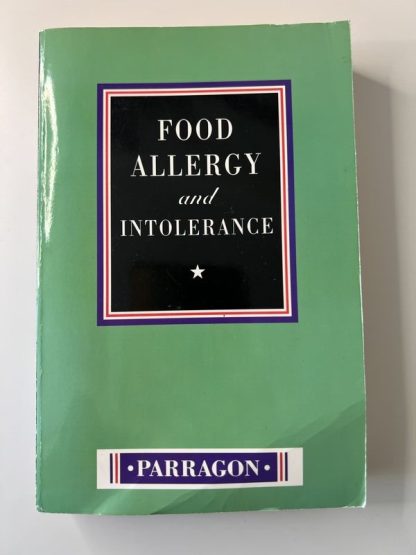 FOOD
ALLERGY
and
INTOLERANCE
PARRAGON